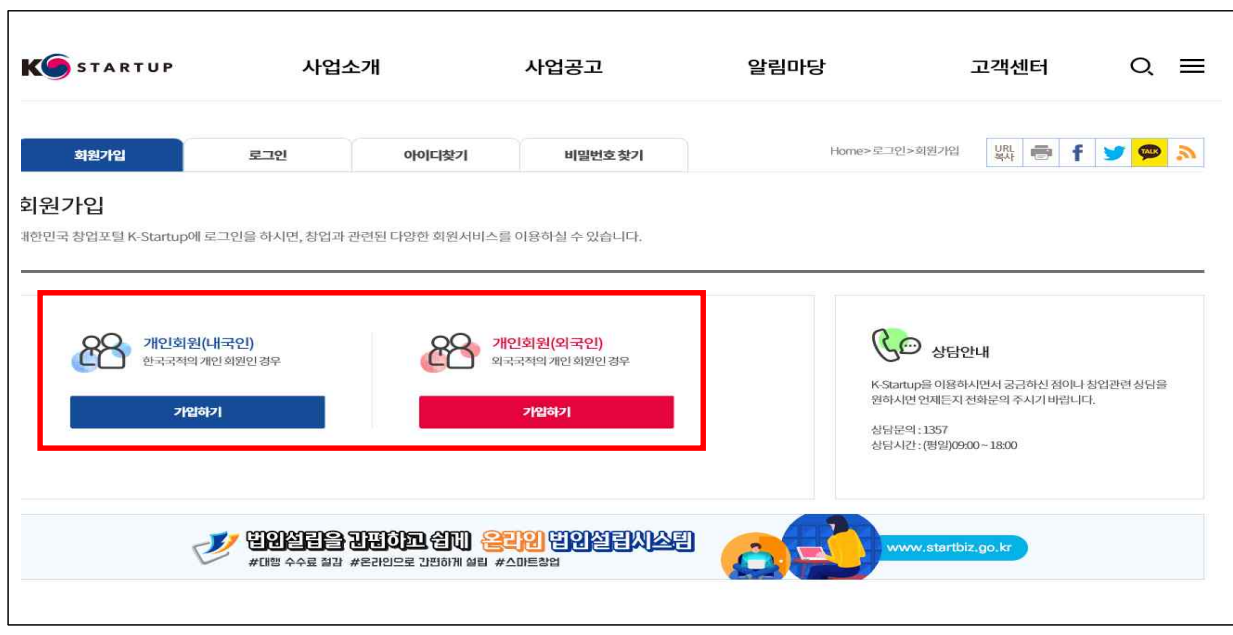 K STARTUP
사업소개
사업공고
알림마당
고객센터
회원가입
로그인
아이디찾기
비밀번호 찾기
Home>로그인>회원가입
URL
복사
f
TALK
회원가입
대한민국 창업포털 K-Startup에 로그인을 하시면, 창업과 관련된 다양한 회원서비스를 이용하실 수 있습니다.
개인회원(내국인)
한국국적의 개인 회원인 경우
가입하기
개인회원(외국인)
외국국적의 개인 회원인 경우
가입하기
상담안내
K-Startup을 이용하시면서 궁금하신 점이나 창업관련 상담을
원하시면 언제든지 전화문의 주시기 바랍니다.
상담문의 : 1357
상담시간 : (평일)09:00 ~ 18:00
법인설립을 간편하고 쉽게 온라인 법인설립시스템
#대행 수수료 절감 #온라인으로 간편하게 설립 #스마트창업
www.startbiz.go.kr